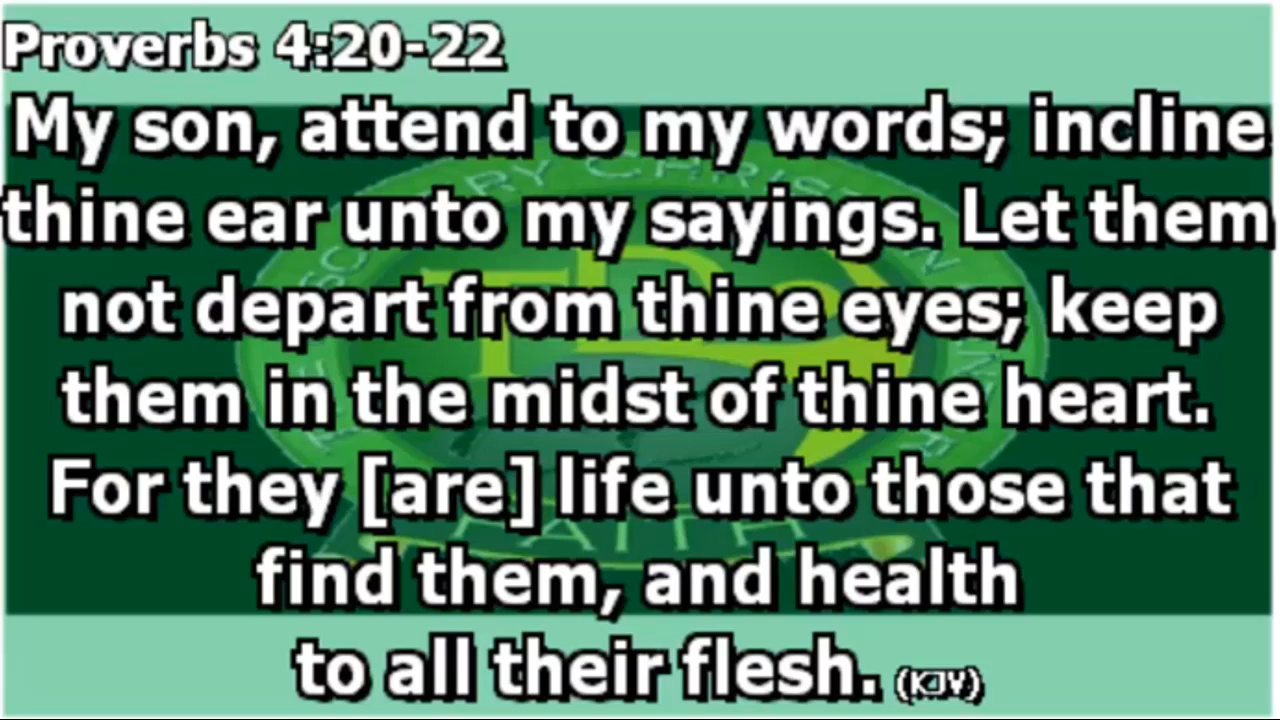 Proverbs 4:20-22
My son, attend to my words; incline
thine ear unto my sayings. Let them
not depart from thine eyes; keep
them in the midst of thine heart.
For they [are] life unto those that
find them, and health
to all their flesh. (KJV)
FAITH